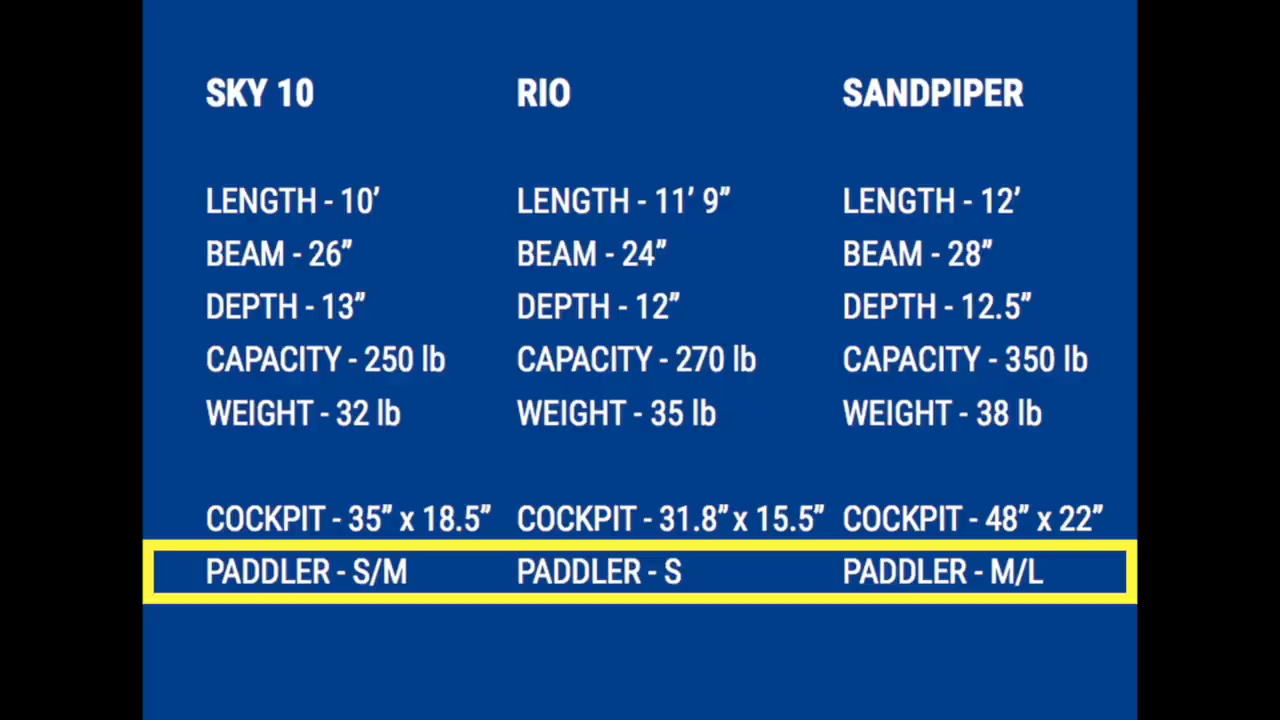 SKY 10 RIO SANDPIPER
LENGTH - 10’ LENGTH - 11’ 9” LENGTH - 12’
BEAM - 26” BEAM - 24” BEAM - 28”
DEPTH - 13” DEPTH - 12” DEPTH - 12.5”
CAPACITY - 250 lb CAPACITY - 270 lb CAPACITY - 350 lb
WEIGHT - 32 lb WEIGHT - 35 lb WEIGHT - 38 lb
COCKPIT - 35” x 18.5” COCKPIT - 31.8” x 15.5” COCKPIT - 48” x 22”
PADDLER - S/M PADDLER - S PADDLER - M/L